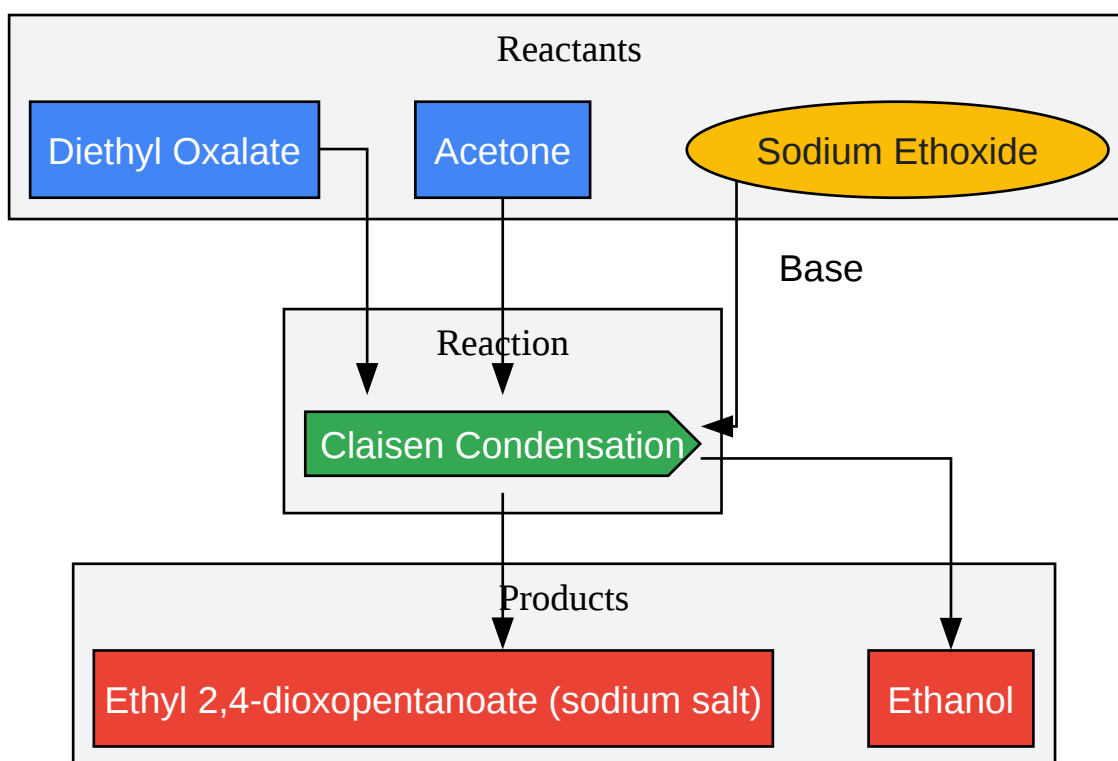 Reactants
Diethyl Oxalate
Acetone
Sodium Ethoxide
Base
Reaction
Claisen Condensation
Products
Ethyl 2,4-dioxopentanoate (sodium salt)
Ethanol